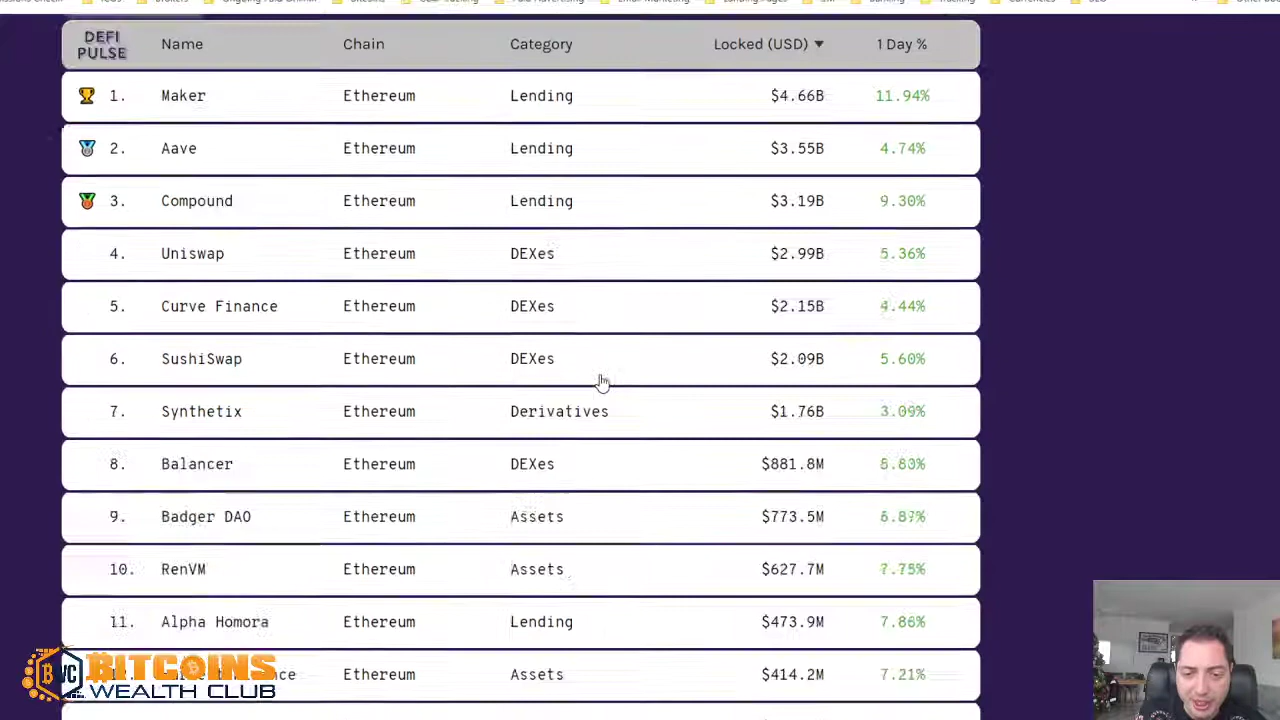 DEFI PULSE Name Chain Category Locked (USD) ▼ 1 Day %
1. Maker Ethereum Lending $4.66B 11.94%
2. Aave Ethereum Lending $3.55B 4.74%
3. Compound Ethereum Lending $3.19B 9.30%
4. Uniswap Ethereum DEXes $2.99B 5.36%
5. Curve Finance Ethereum DEXes $2.15B 4.44%
6. SushiSwap Ethereum DEXes $2.09B 5.60%
7. Synthetix Ethereum Derivatives $1.76B 3.09%
8. Balancer Ethereum DEXes $881.8M 8.80%
9. Badger DAO Ethereum Assets $773.5M
10. RenVM Ethereum Assets $627.7M 7.75%
11. Alpha Homora Ethereum Lending $473.9M 7.86%
Ethereum Assets $414.2M 7.21%
BVC BITCOINS
WEALTH CLUB